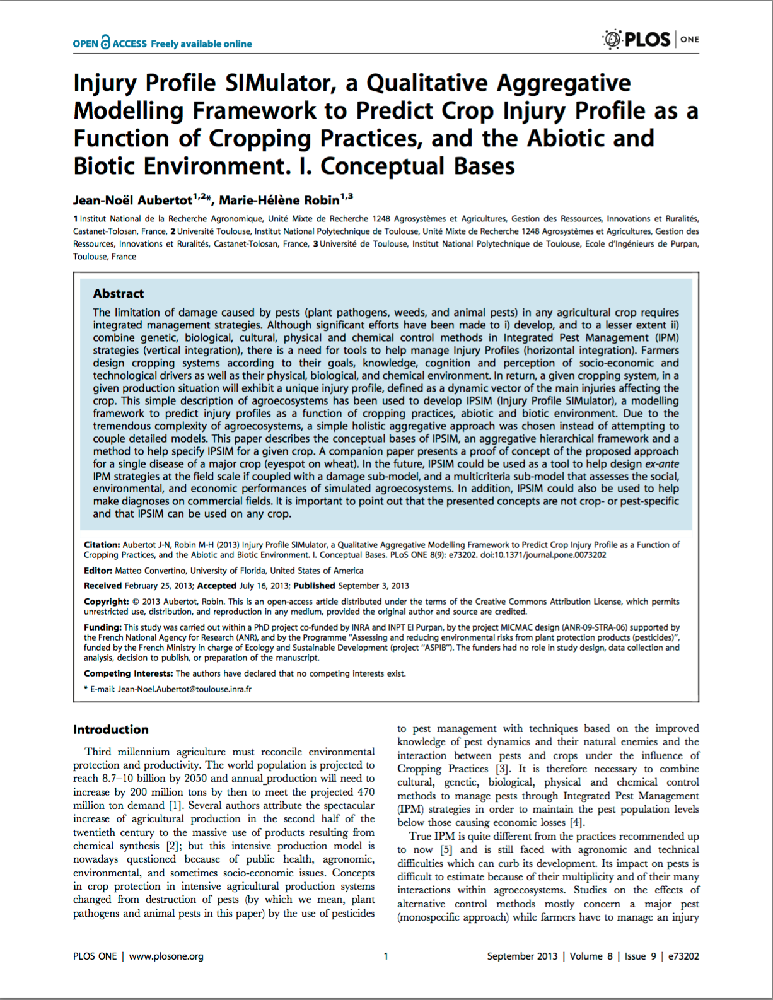 OPEN ACCESS Freely available online
PLOS ONE
Injury Profile SIMulator, a Qualitative Aggregative
Modelling Framework to Predict Crop Injury Profile as a
Function of Cropping Practices, and the Abiotic and
Biotic Environment. I. Conceptual Bases
Jean-Noël Aubertot1,2*, Marie-Hélène Robin1,3
1 Institut National de la Recherche Agronomique, Unité Mixte de Recherche 1248 Agrosystèmes et Agricultures, Gestion des Ressources, Innovations et Ruralités,
Castanet-Tolosan, France, 2 Université Toulouse, Institut National Polytechnique de Toulouse, Unité Mixte de Recherche 1248 Agrosystèmes et Agricultures, Gestion des
Ressources, Innovations et Ruralités, Castanet-Tolosan, France, 3 Université de Toulouse, Institut National Polytechnique de Toulouse, Ecole d'Ingénieurs de Purpan,
Toulouse, France
Abstract
The limitation of damage caused by pests (plant pathogens, weeds, and animal pests) in any agricultural crop requires
integrated management strategies. Although significant efforts have been made to i) develop, and to a lesser extent ii)
combine genetic, biological, cultural, physical and chemical control methods in Integrated Pest Management (IPM)
strategies (vertical integration), there is a need for tools to help manage Injury Profiles (horizontal integration). Farmers
design cropping systems according to their goals, knowledge, cognition and perception of socio-economic and
technological drivers as well as their physical, biological, and chemical environment. In return, a given cropping system, in a
given production situation will exhibit a unique injury profile, defined as a dynamic vector of the main injuries affecting the
crop. This simple description of agroecosystems has been used to develop IPSIM (Injury Profile SIMulator), a modelling
framework to predict injury profiles as a function of cropping practices, abiotic and biotic environment. Due to the
tremendous complexity of agroecosystems, a simple holistic aggregative approach was chosen instead of attempting to
couple detailed models. This paper describes the conceptual bases of IPSIM, an aggregative hierarchical framework and a
method to help specify IPSIM for a given crop. A companion paper presents a proof of concept of the proposed approach
for a single disease of a major crop (eyespot on wheat). In the future, IPSIM could be used as a tool to help design ex-ante
IPM strategies at the field scale if coupled with a damage sub-model, and a multicriteria sub-model that assesses the social,
environmental, and economic performances of simulated agroecosystems. In addition, IPSIM could also be used to help
make diagnoses on commercial fields. It is important to point out that the presented concepts are not crop- or pest-specific
and that IPSIM can be used on any crop.
Citation: Aubertot J-N, Robin M-H (2013) Injury Profile SIMulator, a Qualitative Aggregative Modelling Framework to Predict Crop Injury Profile as a Function of
Cropping Practices, and the Abiotic and Biotic Environment. I. Conceptual Bases. PLoS ONE 8(9): e73202. doi:10.1371/journal.pone.0073202
Editor: Matteo Convertino, University of Florida, United States of America
Received February 25, 2013; Accepted July 16, 2013; Published September 3, 2013
Copyright: © 2013 Aubertot, Robin. This is an open-access article distributed under the terms of the Creative Commons Attribution License, which permits
unrestricted use, distribution, and reproduction in any medium, provided the original author and source are credited.
Funding: This study was carried out within a PhD project co-funded by INRA and INPT EI Purpan, by the project MICMAC design (ANR-09-STRA-06) supported by
the French National Agency for Research (ANR), and by the Programme "Assessing and reducing environmental risks from plant protection products (pesticides)",
funded by the French Ministry in charge of Ecology and Sustainable Development (project "ASPIB"). The funders had no role in study design, data collection and
analysis, decision to publish, or preparation of the manuscript.
Competing Interests: The authors have declared that no competing interests exist.
* E-mail: Jean-Noel.Aubertot@toulouse.inra.fr
Introduction
Third millennium agriculture must reconcile environmental
protection and productivity. The world population is projected to
reach 8.7–10 billion by 2050 and annual_production will need to
increase by 200 million tons by then to meet the projected 470
million ton demand [1]. Several authors attribute the spectacular
increase of agricultural production in the second half of the
twentieth century to the massive use of products resulting from
chemical synthesis [2]; but this intensive production model is
nowadays questioned because of public health, agronomic,
environmental, and sometimes socio-economic issues. Concepts
in crop protection in intensive agricultural production systems
changed from destruction of pests (by which we mean, plant
pathogens and animal pests in this paper) by the use of pesticides
to pest management with techniques based on the improved
knowledge of pest dynamics and their natural enemies and the
interaction between pests and crops under the influence of
Cropping Practices [3]. It is therefore necessary to combine
cultural, genetic, biological, physical and chemical control
methods to manage pests through Integrated Pest Management
(IPM) strategies in order to maintain the pest population levels
below those causing economic losses [4].
True IPM is quite different from the practices recommended up
to now [5] and is still faced with agronomic and technical
difficulties which can curb its development. Its impact on pests is
difficult to estimate because of their multiplicity and of their many
interactions within agroecosystems. Studies on the effects of
alternative control methods mostly concern a major pest
(monospecific approach) while farmers have to manage an injury
PLOS ONE | www.plosone.org
1
September 2013 | Volume 8 | Issue 9 | e73202